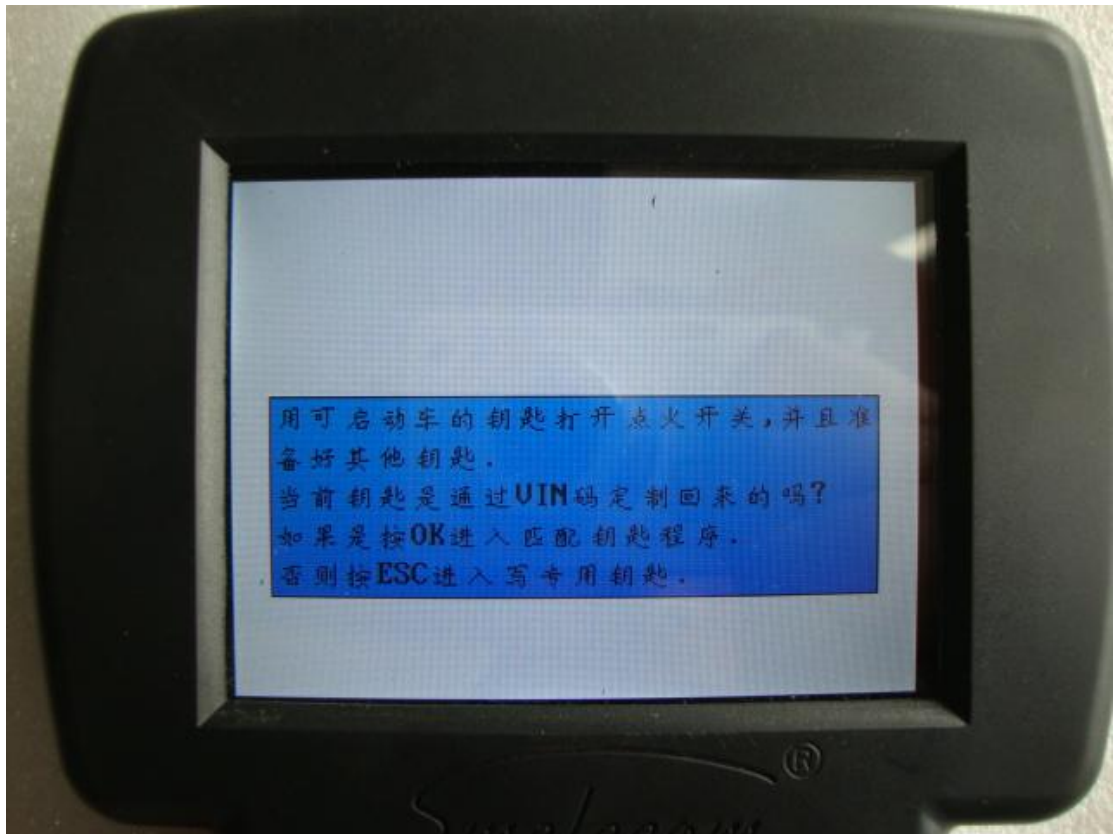 用可启动车的钥匙打开点火开关,并且准
备好其他钥匙.
当前钥匙是通过VIN码定制回来的吗?
如果是按OK进入匹配钥匙程序.
否则按ESC进入写专用钥匙.
®